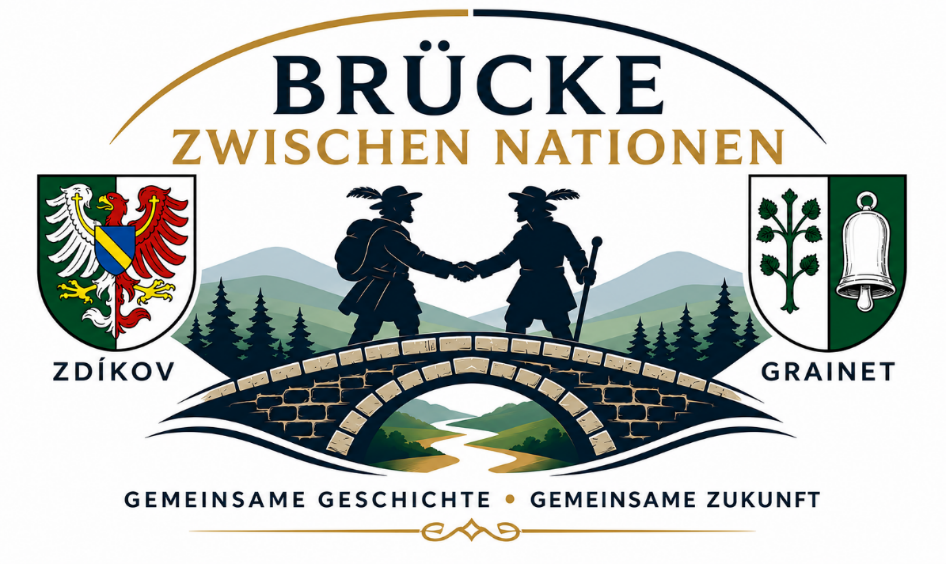 BRÜCKE
ZWISCHEN NATIONEN
ZDÍKOV
GRAINET
GEMEINSAME GESCHICHTE • GEMEINSAME ZUKUNFT